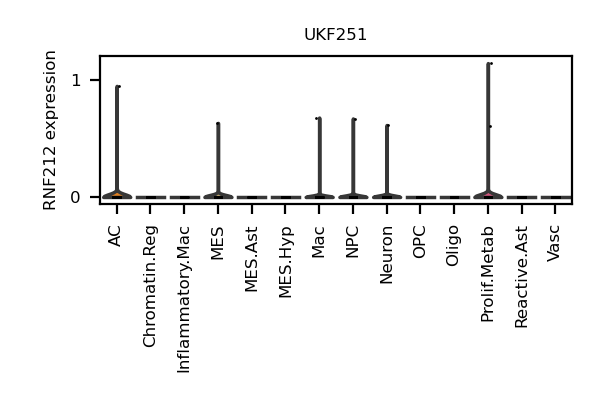 UKF251
RNF212 expression
1
0
AC
Chromatin.Reg
Inflammatory.Mac
MES
MES.Ast
MES.Hyp
Mac
NPC
Neuron
OPC
Oligo
Prolif.Metab
Reactive.Ast
Vasc